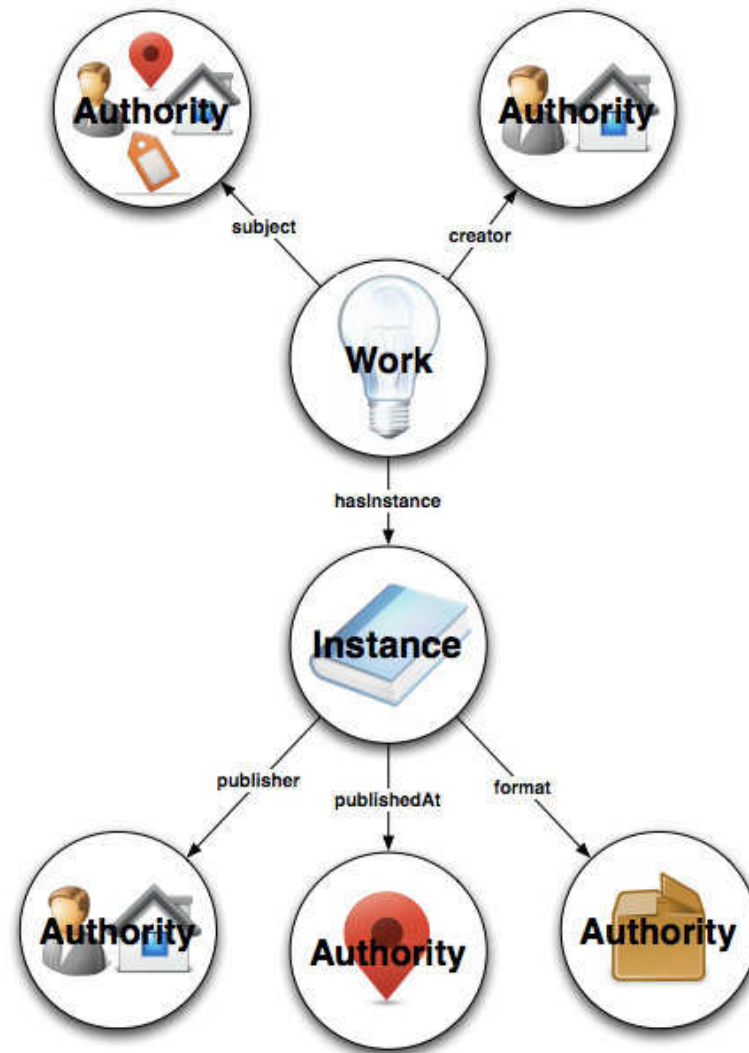 Authority
Authority
subject
creator
Work
hasInstance
Instance
publisher
publishedAt
format
Authority
Authority
Authority